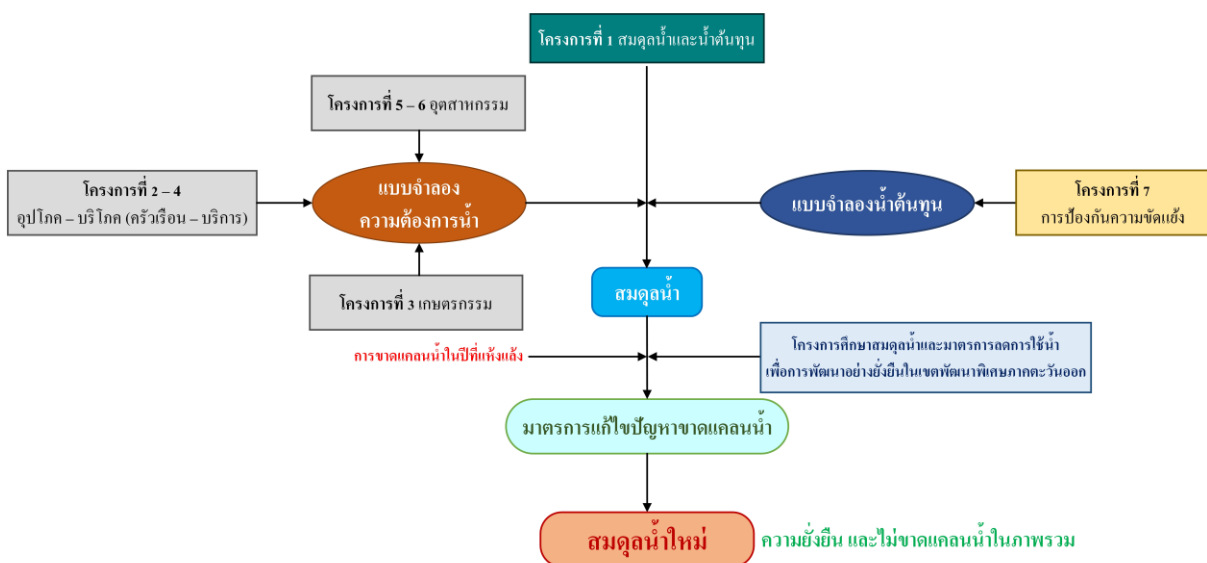 โครงการที่ 1 สมดุลน้ำและน้ำต้นทุน
โครงการที่ 5 – 6 อุตสาหกรรม
โครงการที่ 2 – 4
อุปโภค – บริโภค (ครัวเรือน – บริการ)
แบบจำลอง
ความต้องการน้ำ
แบบจำลองน้ำต้นทุน
โครงการที่ 7
การป้องกันความขัดแย้ง
โครงการที่ 3 เกษตรกรรม
สมดุลน้ำ
การขาดแคลนน้ำในปีที่แห้งแล้ง
โครงการศึกษาสมดุลน้ำและมาตรการลดการใช้น้ำ
เพื่อการพัฒนาอย่างยั่งยืนในเขตพัฒนาพิเศษภาคตะวันออก
มาตรการแก้ไขปัญหาขาดแคลนน้ำ
สมดุลน้ำใหม่
ความยั่งยืน และไม่ขาดแคลนน้ำในภาพรวม